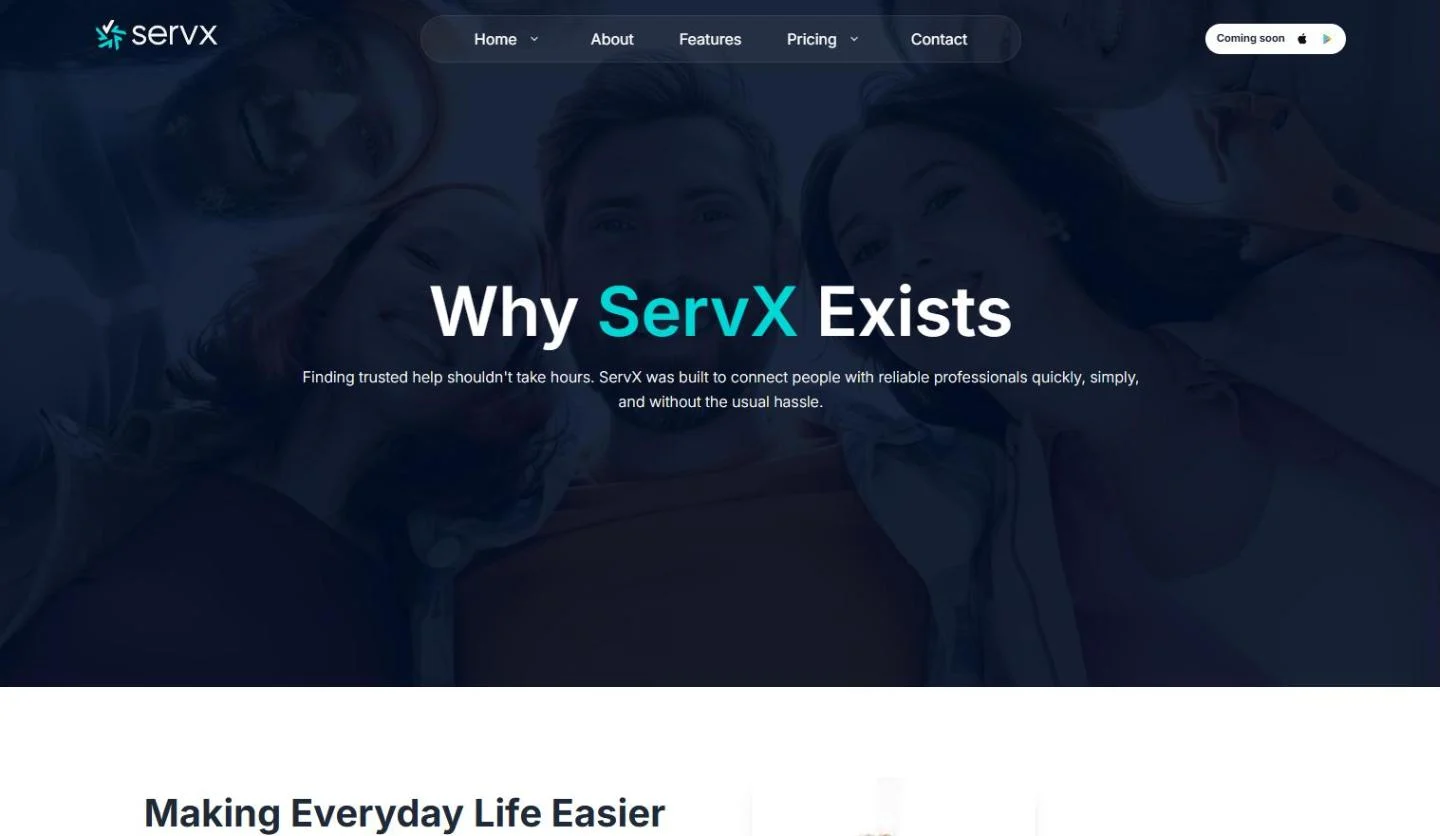 servx
Home
About
Features
Pricing
Contact
Coming soon
Why ServX Exists
Finding trusted help shouldn't take hours. ServX was built to connect people with reliable professionals quickly, simply,
and without the usual hassle.
Making Everyday Life Easier